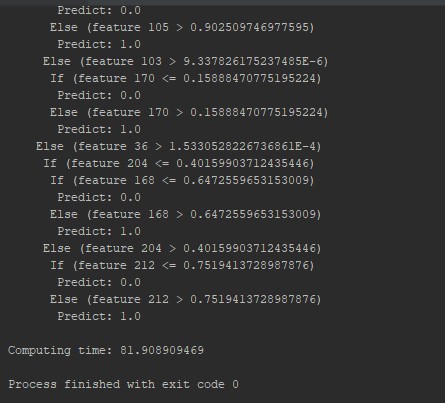 Predict: 0.0
Else (feature 105 > 0.902509746977595)
Predict: 1.0
Else (feature 103 > 9.337826175237485E-6)
If (feature 170 <= 0.15888470775195224)
Predict: 0.0
Else (feature 170 > 0.15888470775195224)
Predict: 1.0
Else (feature 36 > 1.5330528226736861E-4)
If (feature 204 <= 0.40159903712435446)
If (feature 168 <= 0.6472559653153009)
Predict: 0.0
Else (feature 168 > 0.6472559653153009)
Predict: 1.0
Else (feature 204 > 0.40159903712435446)
If (feature 212 <= 0.7519413728987876)
Predict: 0.0
Else (feature 212 > 0.7519413728987876)
Predict: 1.0
Computing time: 81.908909469
Process finished with exit code 0